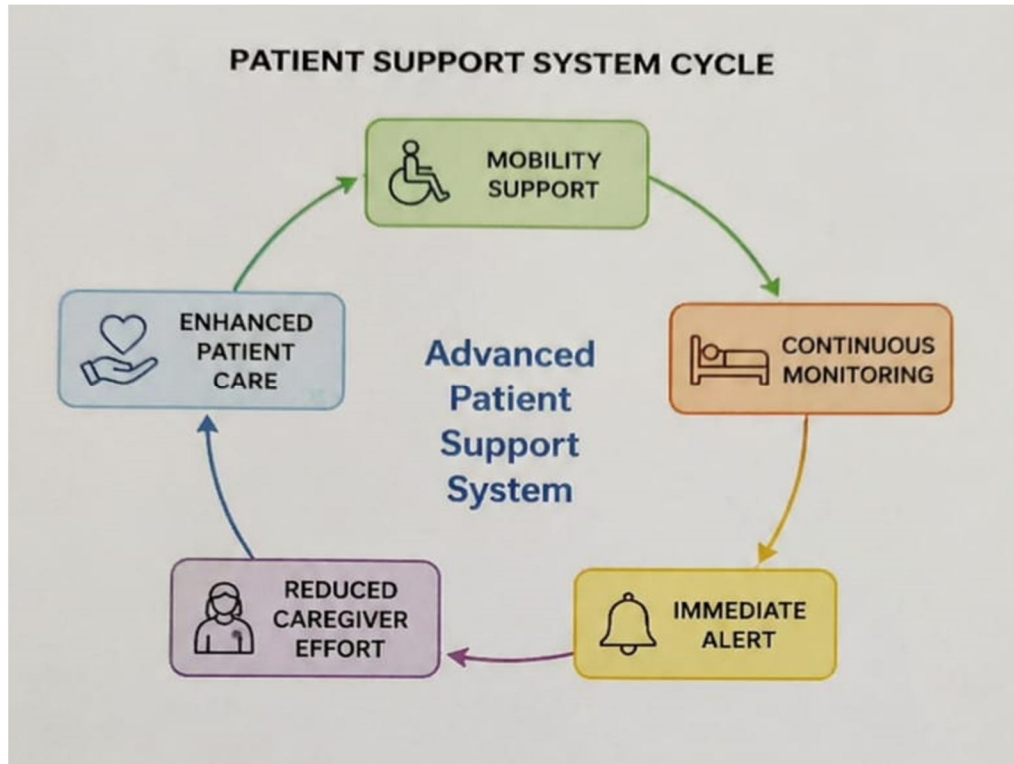 PATIENT SUPPORT SYSTEM CYCLE
MOBILITY
SUPPORT
ENHANCED
PATIENT
CARE
Advanced
Patient
Support
System
CONTINUOUS
MONITORING
REDUCED
CAREGIVER
EFFORT
IMMEDIATE
ALERT